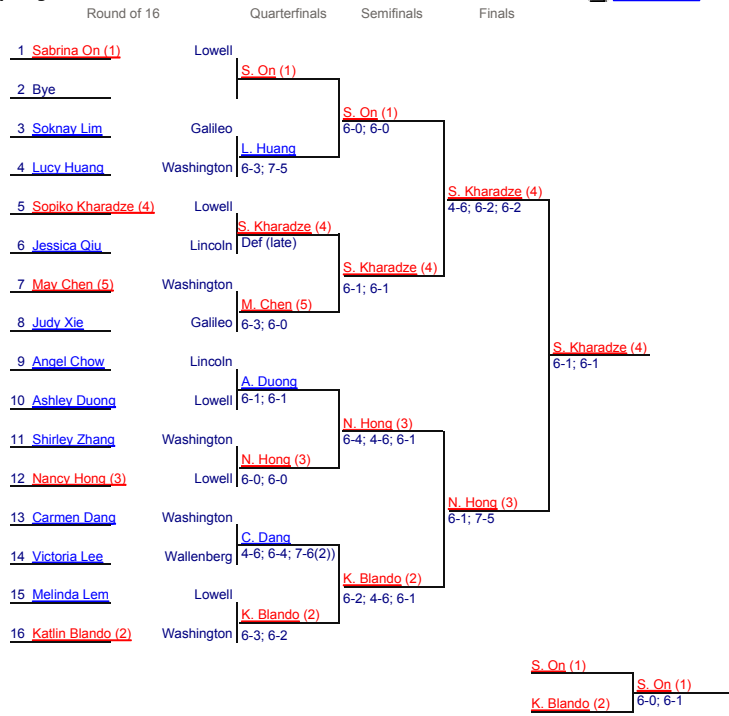 Round of 16 Quarterfinals Semifinals Finals
1 Sabrina On (1) Lowell
S. On (1)
2 Bye
S. On (1)
6-0; 6-0
3 Soknay Lim Galileo
L. Huang
4 Lucy Huang Washington 6-3; 7-5
S. Kharadze (4)
4-6; 6-2; 6-2
5 Sopiko Kharadze (4) Lowell
S. Kharadze (4)
6 Jessica Qiu Lincoln Def (late)
S. Kharadze (4)
6-1; 6-1
7 May Chen (5) Washington
M. Chen (5)
8 Judy Xie Galileo 6-3; 6-0
S. Kharadze (4)
6-1; 6-1
9 Angel Chow Lincoln
A. Duong
10 Ashley Duong Lowell 6-1; 6-1
N. Hong (3)
6-4; 4-6; 6-1
11 Shirley Zhang Washington
N. Hong (3)
12 Nancy Hong (3) Lowell 6-0; 6-0
N. Hong (3)
6-1; 7-5
13 Carmen Dang Washington
C. Dang
14 Victoria Lee Wallenberg 4-6; 6-4; 7-6(2))
K. Blando (2)
6-2; 4-6; 6-1
15 Melinda Lem Lowell
K. Blando (2)
16 Katlin Blando (2) Washington 6-3; 6-2
S. On (1)
S. On (1)
6-0; 6-1
K. Blando (2)